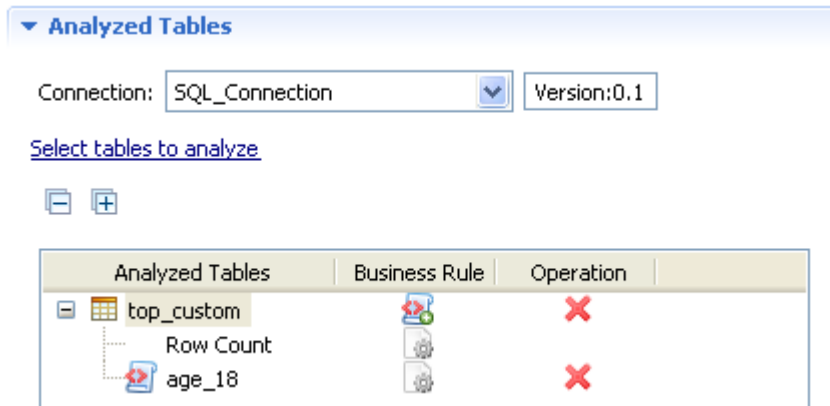 Analyzed Tables
Connection: SQL_Connection Version:0.1
Select tables to analyze
Analyzed Tables Business Rule Operation
top_custom
Row Count
age_18